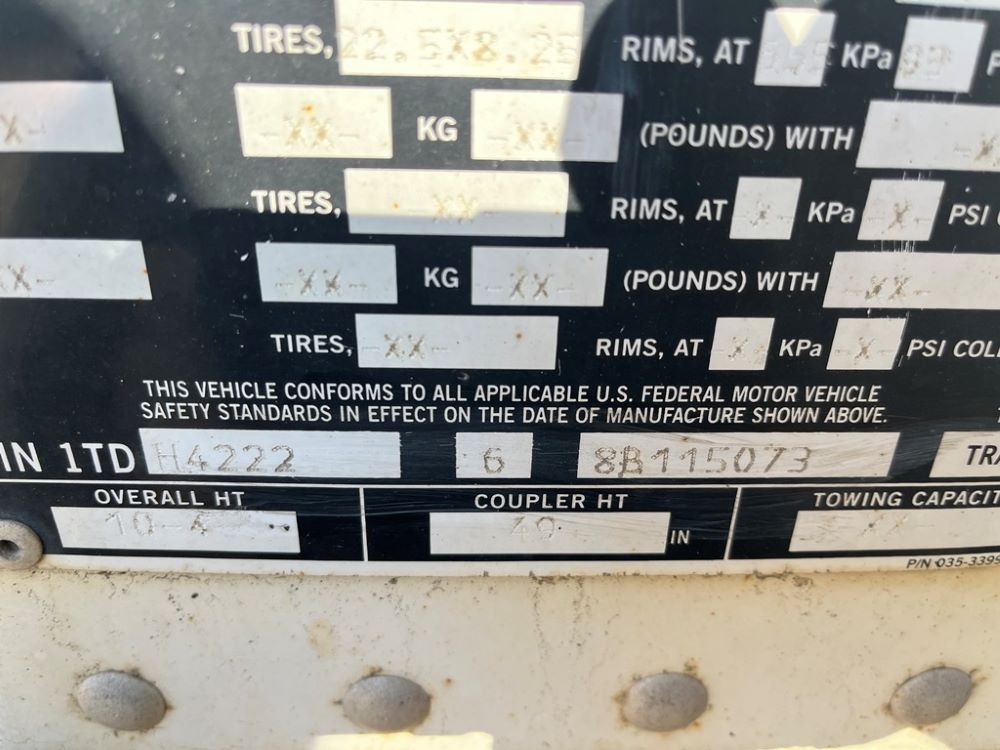 TIRES, 22.5X8.25 RIMS, AT KPa
X- -XX- KG -XX- (POUNDS) WITH -X
TIRES, -XX- RIMS, AT -X- KPa -X- PSI
XX- -XX- KG -XX- (POUNDS) WITH -XX-
TIRES, -XX- RIMS, AT -X- KPa -X- PSI COL
THIS VEHICLE CONFORMS TO ALL APPLICABLE U.S. FEDERAL MOTOR VEHICLE
SAFETY STANDARDS IN EFFECT ON THE DATE OF MANUFACTURE SHOWN ABOVE.
IN 1TD H4222 6 8B115073 TRA
OVERALL HT COUPLER HT TOWING CAPACIT
10-4 49 IN XX
P/N 035-3399